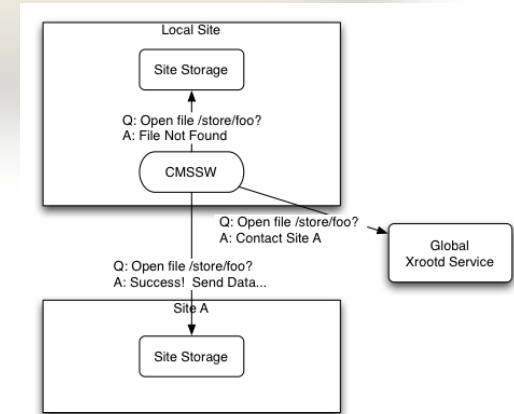 Local Site
Site Storage
Q: Open file /store/foo?
A: File Not Found
CMSSW
Q: Open file /store/foo?
A: Contact Site A
Global
Xrootd Service
Q: Open file /store/foo?
A: Success! Send Data...
Site A
Site Storage